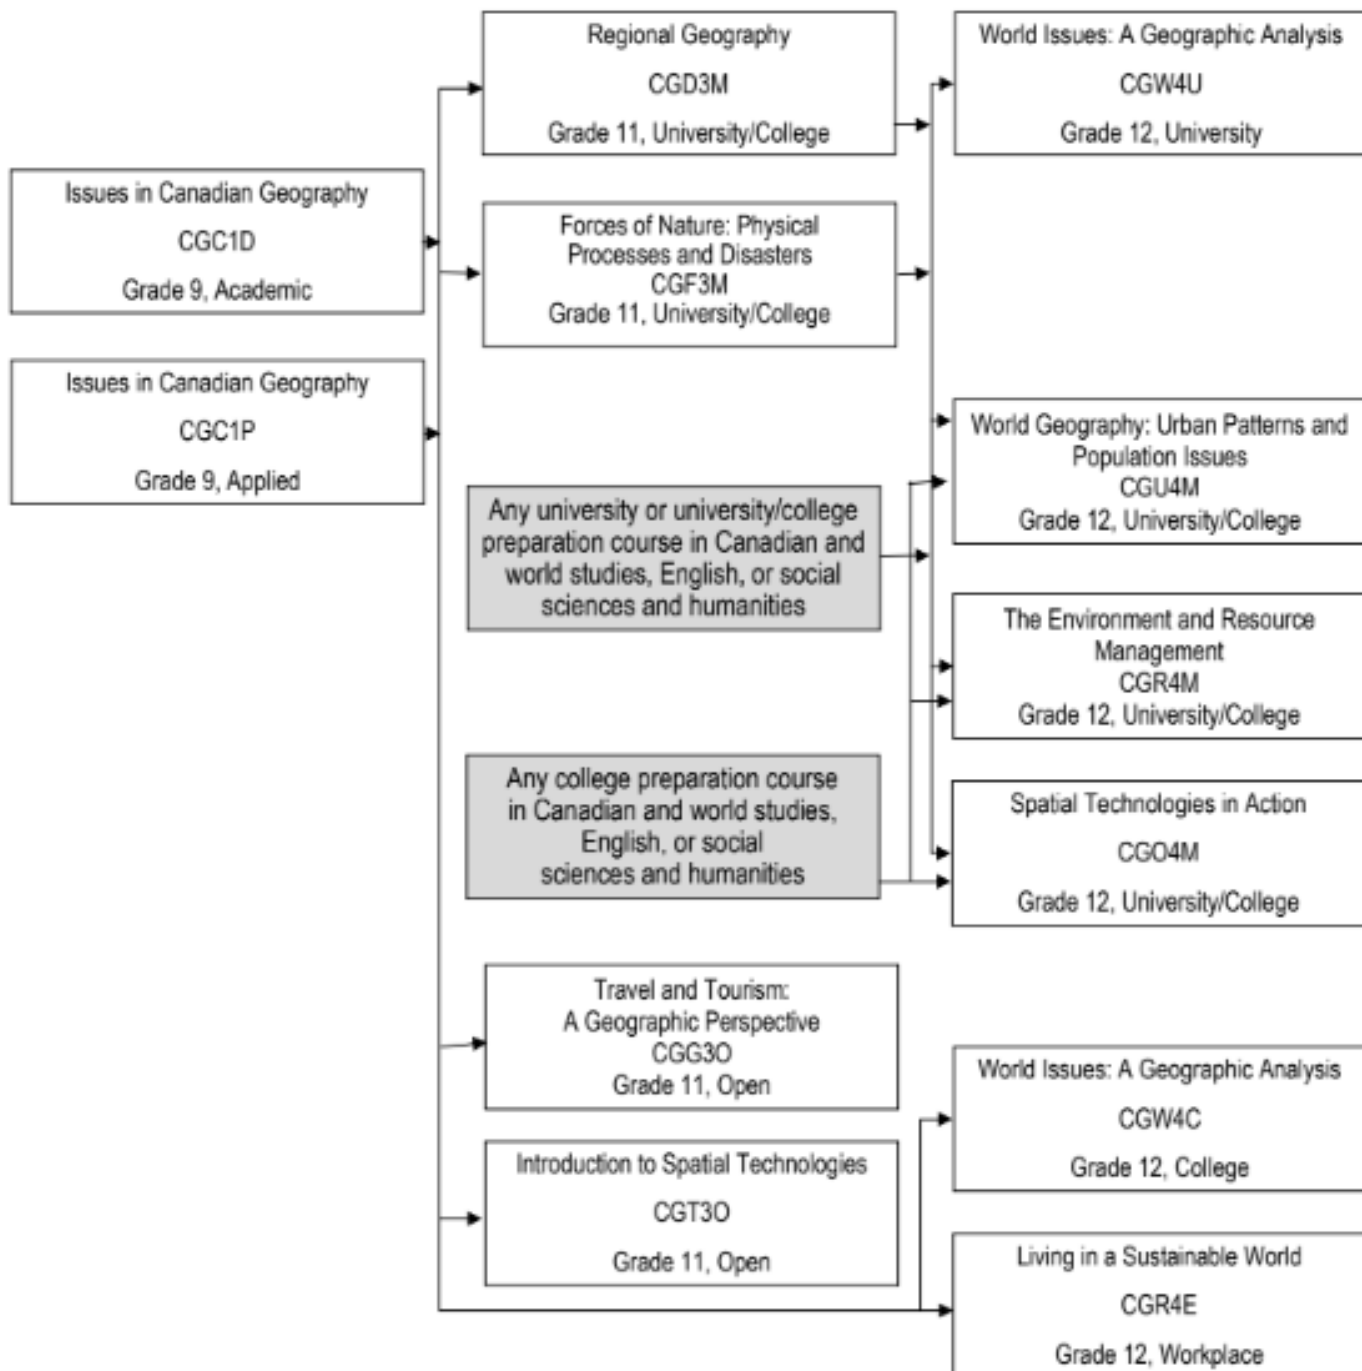 Regional Geography
CGD3M
Grade 11, University/College
World Issues: A Geographic Analysis
CGW4U
Grade 12, University
Issues in Canadian Geography
CGC1D
Grade 9, Academic
Forces of Nature: Physical
Processes and Disasters
CGF3M
Grade 11, University/College
Issues in Canadian Geography
CGC1P
Grade 9, Applied
World Geography: Urban Patterns and
Population Issues
CGU4M
Grade 12, University/College
Any university or university/college
preparation course in Canadian and
world studies, English, or social
sciences and humanities
The Environment and Resource
Management
CGR4M
Grade 12, University/College
Any college preparation course
in Canadian and world studies,
English, or social
sciences and humanities
Spatial Technologies in Action
CGO4M
Grade 12, University/College
Travel and Tourism:
A Geographic Perspective
CGG3O
Grade 11, Open
World Issues: A Geographic Analysis
CGW4C
Grade 12, College
Introduction to Spatial Technologies
CGT3O
Grade 11, Open
Living in a Sustainable World
CGR4E
Grade 12, Workplace